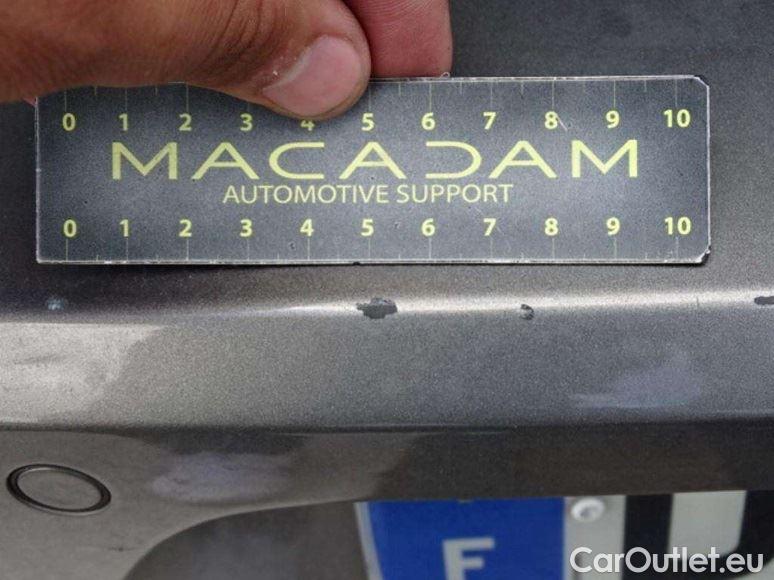 0 1 2 3 4 5 6 7 8 9 10
MACADAM
AUTOMOTIVE SUPPORT
0 1 2 3 4 5 6 7 8 9 10
F
CarOutlet.eu